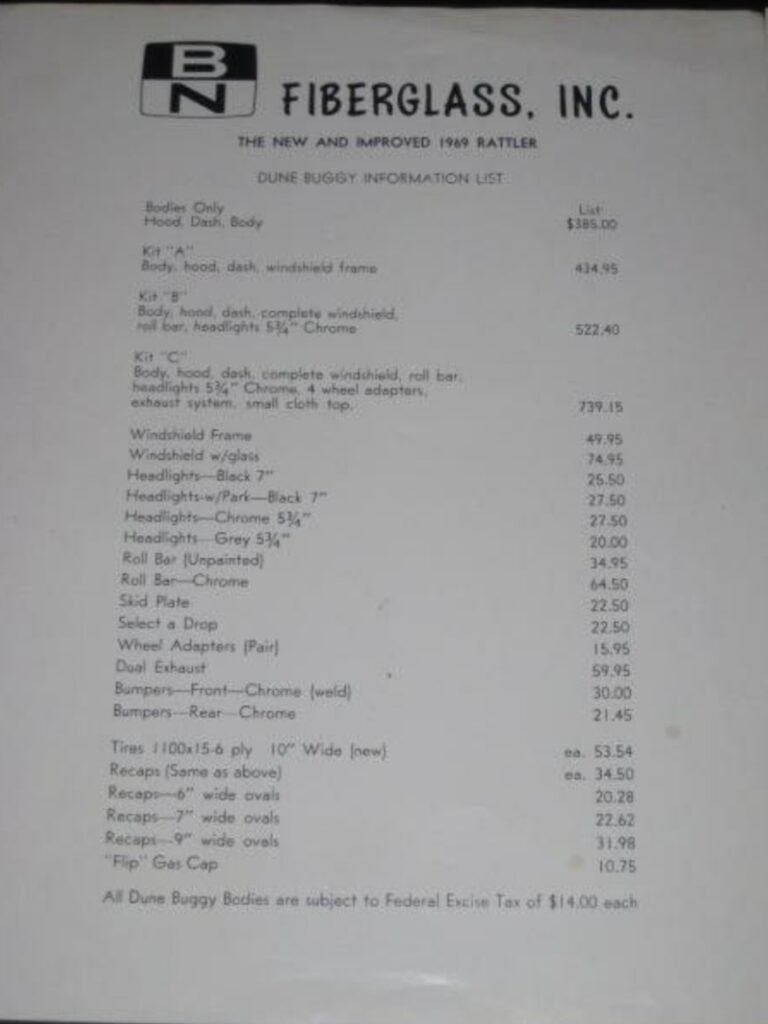 BN FIBERGLASS, INC.
THE NEW AND IMPROVED 1969 RATTLER
DUNE BUGGY INFORMATION LIST
Bodies Only List
Hood, Dash, Body $385.00
Kit "A"
Body, hood, dash, windshield frame 434.95
Kit "B"
Body, hood, dash, complete windshield,
roll bar, headlights 5¾" Chrome 522.40
Kit "C"
Body, hood, dash, complete windshield, roll bar,
headlights 5¾" Chrome, 4 wheel adapters,
exhaust system, small cloth top. 739.15
Windshield Frame 49.95
Windshield w/glass 74.95
Headlights—Black 7" 25.50
Headlights-w/Park—Black 7" 27.50
Headlights—Chrome 5¾" 27.50
Headlights—Grey 5¾" 20.00
Roll Bar (Unpainted) 34.95
Roll Bar—Chrome 64.50
Skid Plate 22.50
Select a Drop 22.50
Wheel Adapters (Pair) 15.95
Dual Exhaust 59.95
Bumpers—Front—Chrome (weld) 30.00
Bumpers—Rear—Chrome 21.45
Tires 1100x15-6 ply 10" Wide (new) ea. 53.54
Recaps (Same as above) ea. 34.50
Recaps—6" wide ovals 20.28
Recaps—7" wide ovals 22.62
Recaps—9" wide ovals 31.98
"Flip" Gas Cap 10.75
All Dune Buggy Bodies are subject to Federal Excise Tax of $14.00 each